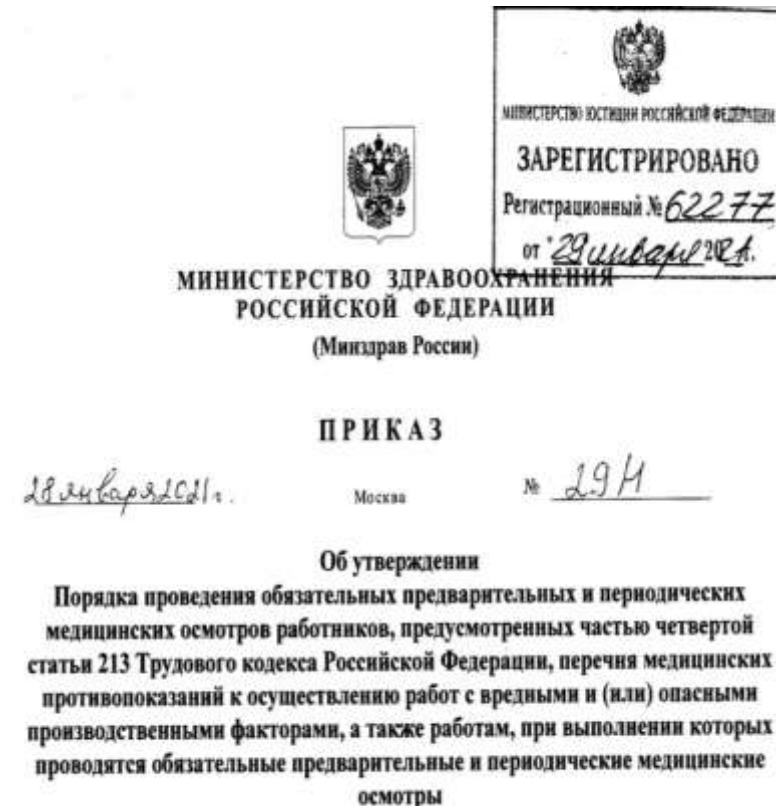 МИНИСТЕРСТВО ЮСТИЦИИ РОССИЙСКОЙ ФЕДЕРАЦИИ
ЗАРЕГИСТРИРОВАНО
Регистрационный № 62277
от "29 января 2021.
МИНИСТЕРСТВО ЗДРАВООХРАНЕНИЯ
РОССИЙСКОЙ ФЕДЕРАЦИИ
(Минздрав России)
ПРИКАЗ
28 января 2021г.
Москва
№ 29Н
Об утверждении
Порядка проведения обязательных предварительных и периодических
медицинских осмотров работников, предусмотренных частью четвертой
статьи 213 Трудового кодекса Российской Федерации, перечня медицинских
противопоказаний к осуществлению работ с вредными и (или) опасными
производственными факторами, а также работам, при выполнении которых
проводятся обязательные предварительные и периодические медицинские
осмотры